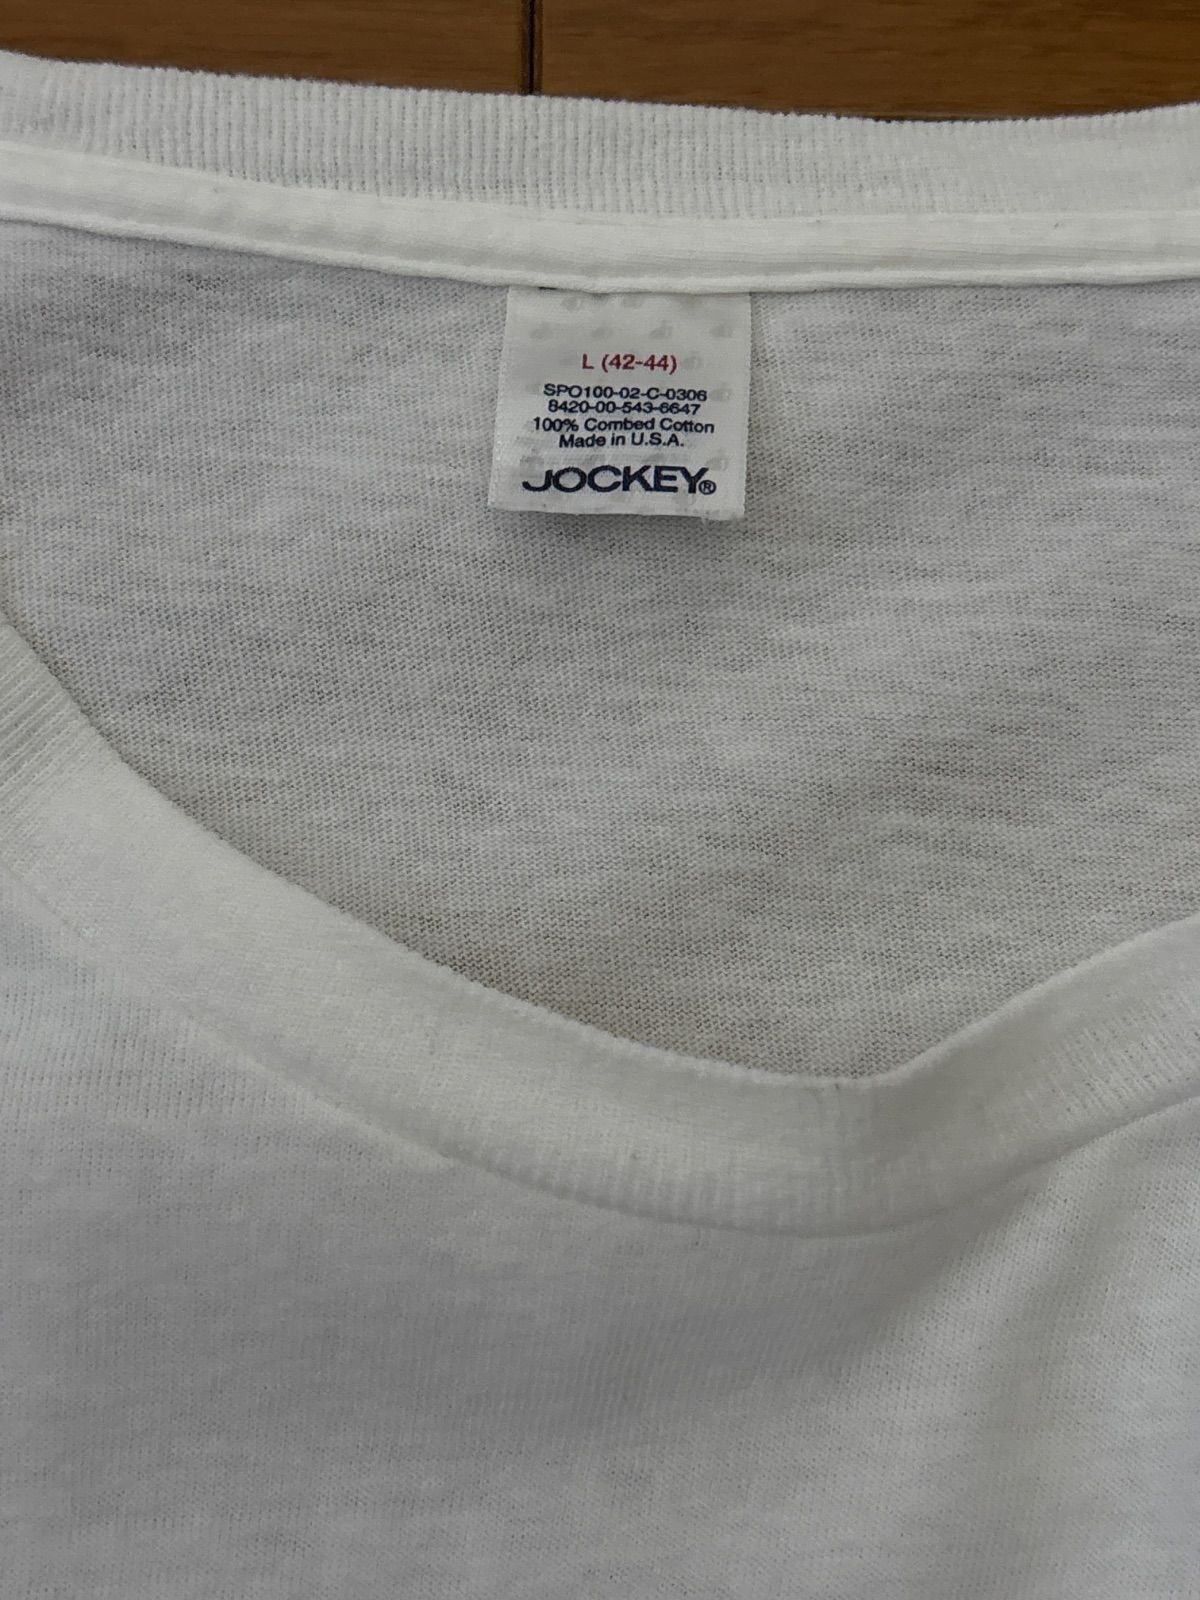 L (42-44)
SPO100-02-C-0306
8420-00-543-6647
100% Combed Cotton
Made in U.S.A.
JOCKEY®